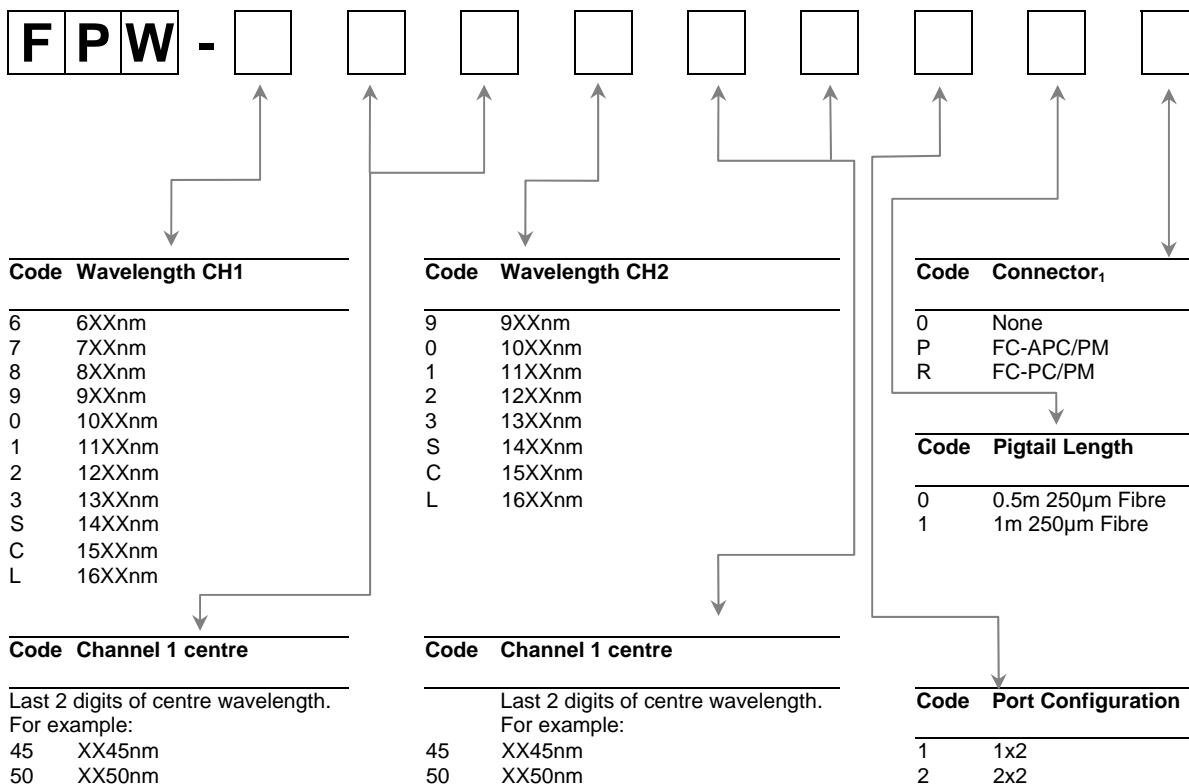 FPW-
Code Wavelength CH1
6 6XXnm
7 7XXnm
8 8XXnm
9 9XXnm
0 10XXnm
1 11XXnm
2 12XXnm
3 13XXnm
S 14XXnm
C 15XXnm
L 16XXnm
Code Channel 1 centre
Last 2 digits of centre wavelength.
For example:
45 XX45nm
50 XX50nm
Code Wavelength CH2
9 9XXnm
0 10XXnm
1 11XXnm
2 12XXnm
3 13XXnm
S 14XXnm
C 15XXnm
L 16XXnm
Code Channel 1 centre
Last 2 digits of centre wavelength.
For example:
45 XX45nm
50 XX50nm
Code Connector₁
0 None
P FC-APC/PM
R FC-PC/PM
Code Pigtail Length
0 0.5m 250µm Fibre
1 1m 250µm Fibre
Code Port Configuration
1 1x2
2 2x2